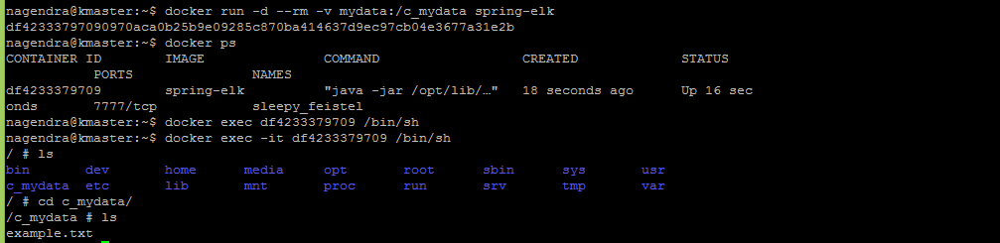 nagendra@kmaster:~$ docker run -d --rm -v mydata:/c_mydata spring-elk
df42333797090970aca0b25b9e09285c870ba414637d9ec97cb04e3677a31e2b
nagendra@kmaster:~$ docker ps
CONTAINER ID        IMAGE               COMMAND                  CREATED             STATUS
           PORTS               NAMES
df4233379709        spring-elk          "java -jar /opt/lib/…"   18 seconds ago      Up 16 sec
onds       7777/tcp            sleepy_feistel
nagendra@kmaster:~$ docker exec df4233379709 /bin/sh
nagendra@kmaster:~$ docker exec -it df4233379709 /bin/sh
/ # ls
bin       dev       home      media     opt       root      sbin      sys       usr
c_mydata  etc       lib       mnt       proc      run       srv       tmp       var
/ # cd c_mydata/
/c_mydata # ls
example.txt